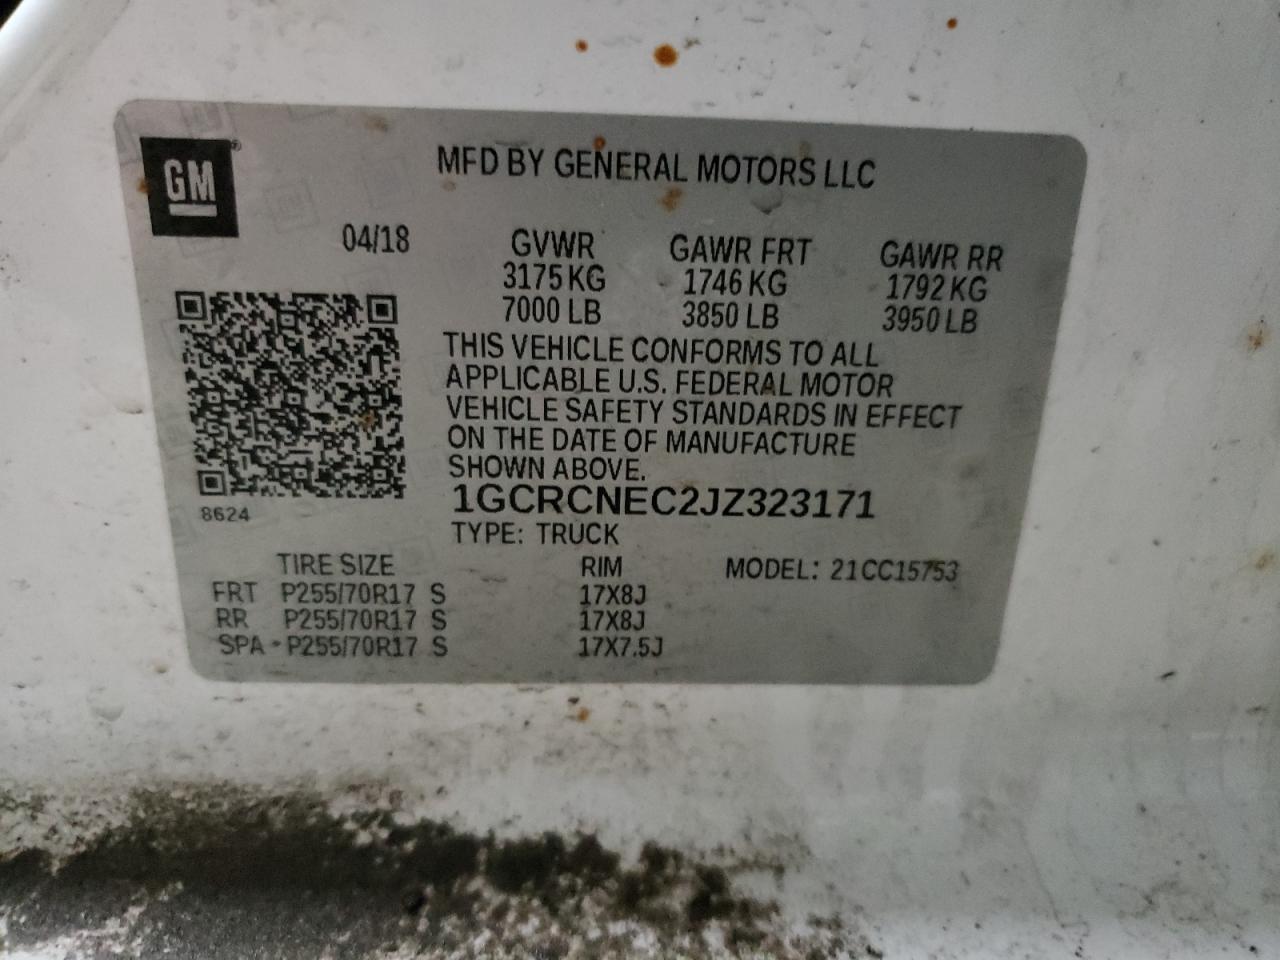 GM®
MFD BY GENERAL MOTORS LLC
04/18
GVWR GAWR FRT GAWR RR
3175 KG 1746 KG 1792 KG
7000 LB 3850 LB 3950 LB
THIS VEHICLE CONFORMS TO ALL
APPLICABLE U.S. FEDERAL MOTOR
VEHICLE SAFETY STANDARDS IN EFFECT
ON THE DATE OF MANUFACTURE
SHOWN ABOVE.
1GCRCNEC2JZ323171
8624
TYPE: TRUCK
TIRE SIZE RIM MODEL: 21CC15753
FRT P255/70R17 S 17X8J
RR P255/70R17 S 17X8J
SPA - P255/70R17 S 17X7.5J